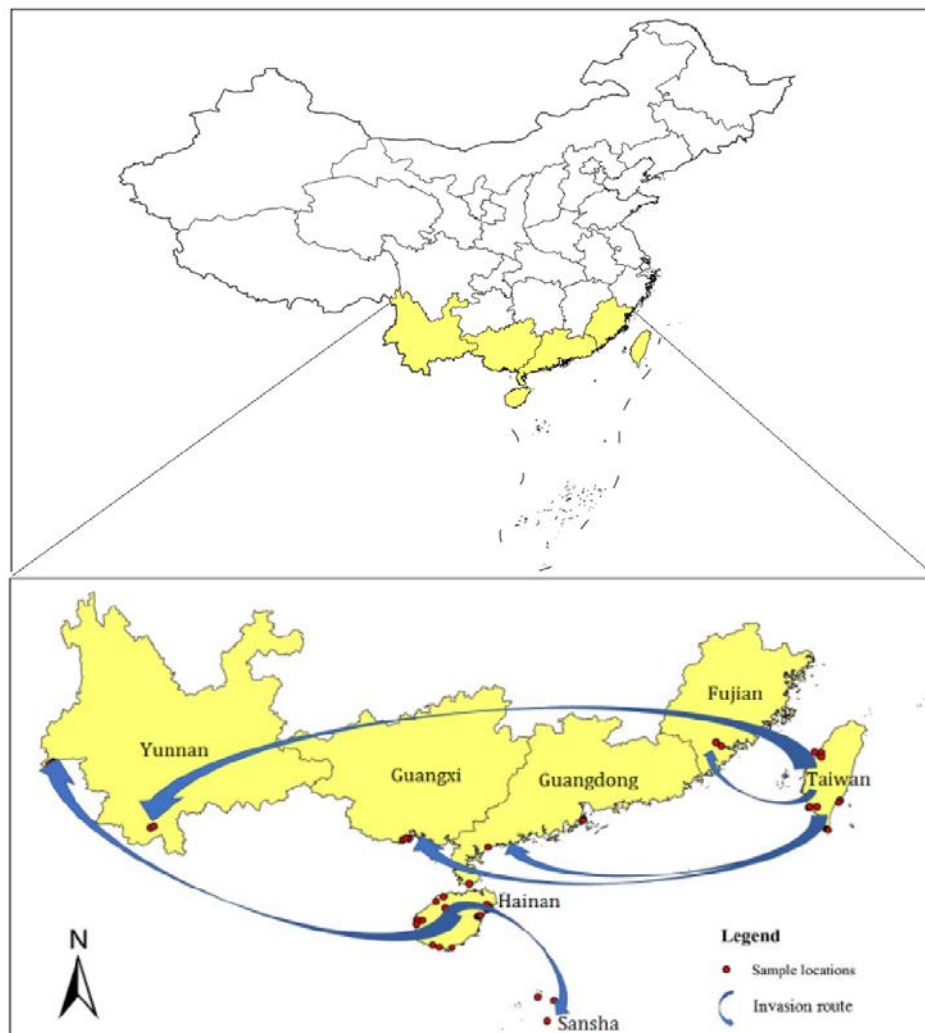 Fujian
Yunnan
Guangxi
Guangdong
Taiwan
Hainan
N
Legend
Sample locations
Invasion route
Sansha